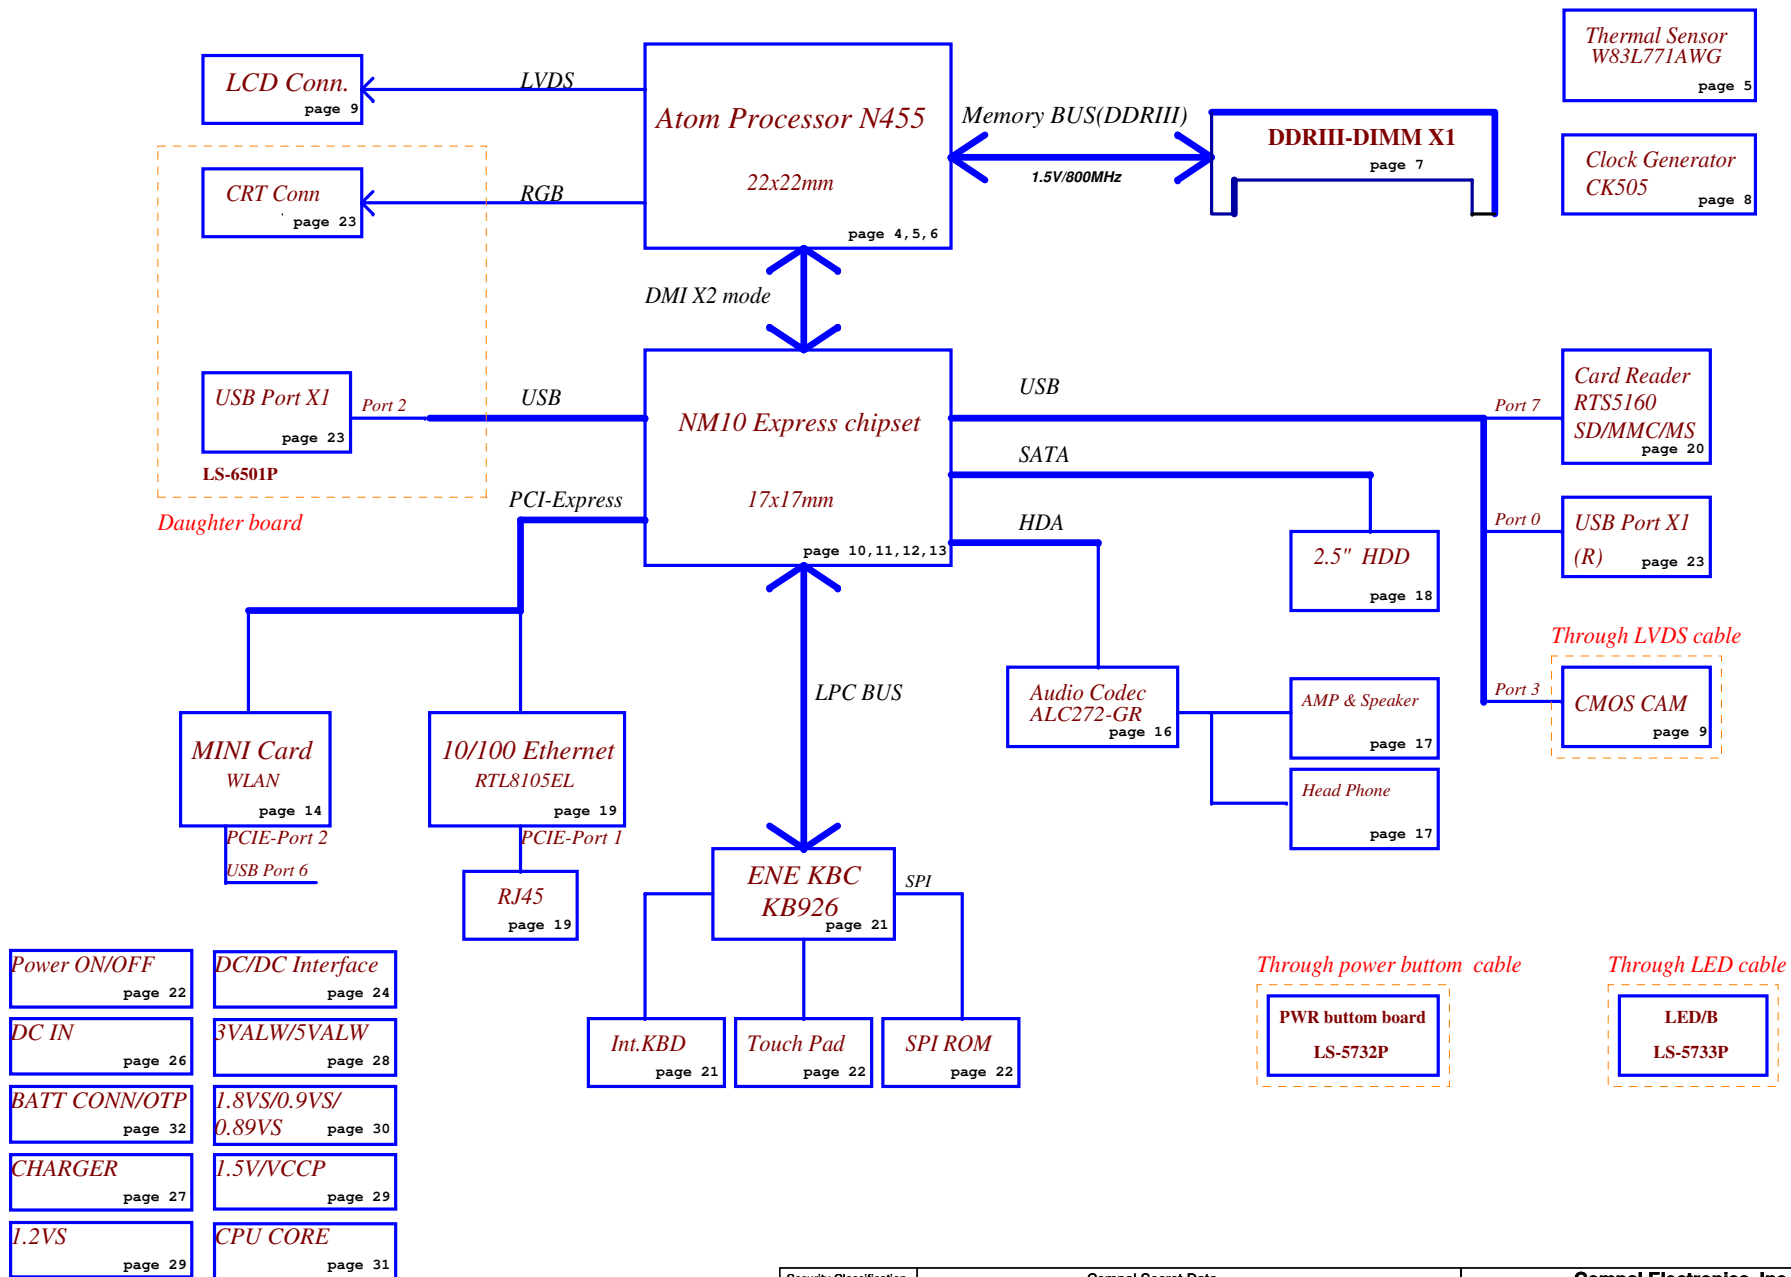 Thermal Sensor
W83L771AWG
page 5
LCD Conn.
page 9
LVDS
Atom Processor N455
22x22mm
page 4,5,6
Memory BUS(DDRIII)
1.5V/800MHz
DDRIII-DIMM X1
page 7
Clock Generator
CK505
page 8
CRT Conn
page 23
RGB
DMI X2 mode
USB Port X1
page 23
Port 2
USB
LS-6501P
Daughter board
PCI-Express
NM10 Express chipset
17x17mm
page 10,11,12,13
USB
SATA
HDA
Port 7
Card Reader
RTS5160
SD/MMC/MS
page 20
Port 0
USB Port X1
(R)
page 23
2.5" HDD
page 18
Through LVDS cable
Port 3
CMOS CAM
page 9
LPC BUS
Audio Codec
ALC272-GR
page 16
AMP & Speaker
page 17
Head Phone
page 17
MINI Card
WLAN
page 14
PCIE-Port 2
USB Port 6
10/100 Ethernet
RTL8105EL
page 19
PCIE-Port 1
RJ45
page 19
ENE KBC
KB926
page 21
SPI
Int.KBD
page 21
Touch Pad
page 22
SPI ROM
page 22
Through power buttom cable
PWR buttom board
LS-5732P
Through LED cable
LED/B
LS-5733P
Power ON/OFF
page 22
DC/DC Interface
page 24
DC IN
page 26
3VALW/5VALW
page 28
BATT CONN/OTP
page 32
1.8VS/0.9VS/
0.89VS
page 30
CHARGER
page 27
1.5V/VCCP
page 29
1.2VS
page 29
CPU CORE
page 31
Security Classification
Compal Secret Data
Compal Electronics, Inc